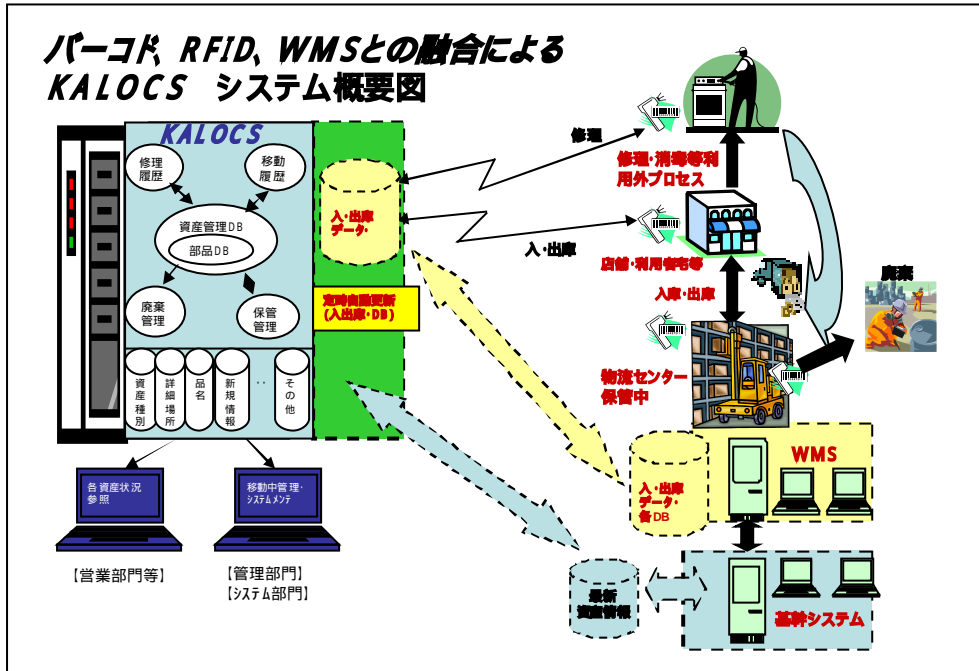 バーコド、RFID、WMSとの融合による
KALOCS システム概要図
KALOCS
修理
履歴
移動
履歴
資産管理DB
部品DB
廃棄
管理
保管
管理
資産種別
詳細場所
品名
新規情報
‥
その他
入・出庫
データ・
定時自動更新
(入出庫・DB)
修理
入・出庫
修理・消毒等利
用外プロセス
店舗・利用者宅等
入庫・出庫
廃棄
物流センター
保管中
WMS
入・出庫
データ・
各DB
最新
資産情報
基幹システム
各資産状況
参照
移動中管理・
システムメンテ
【営業部門等】
【管理部門】
【システム部門】